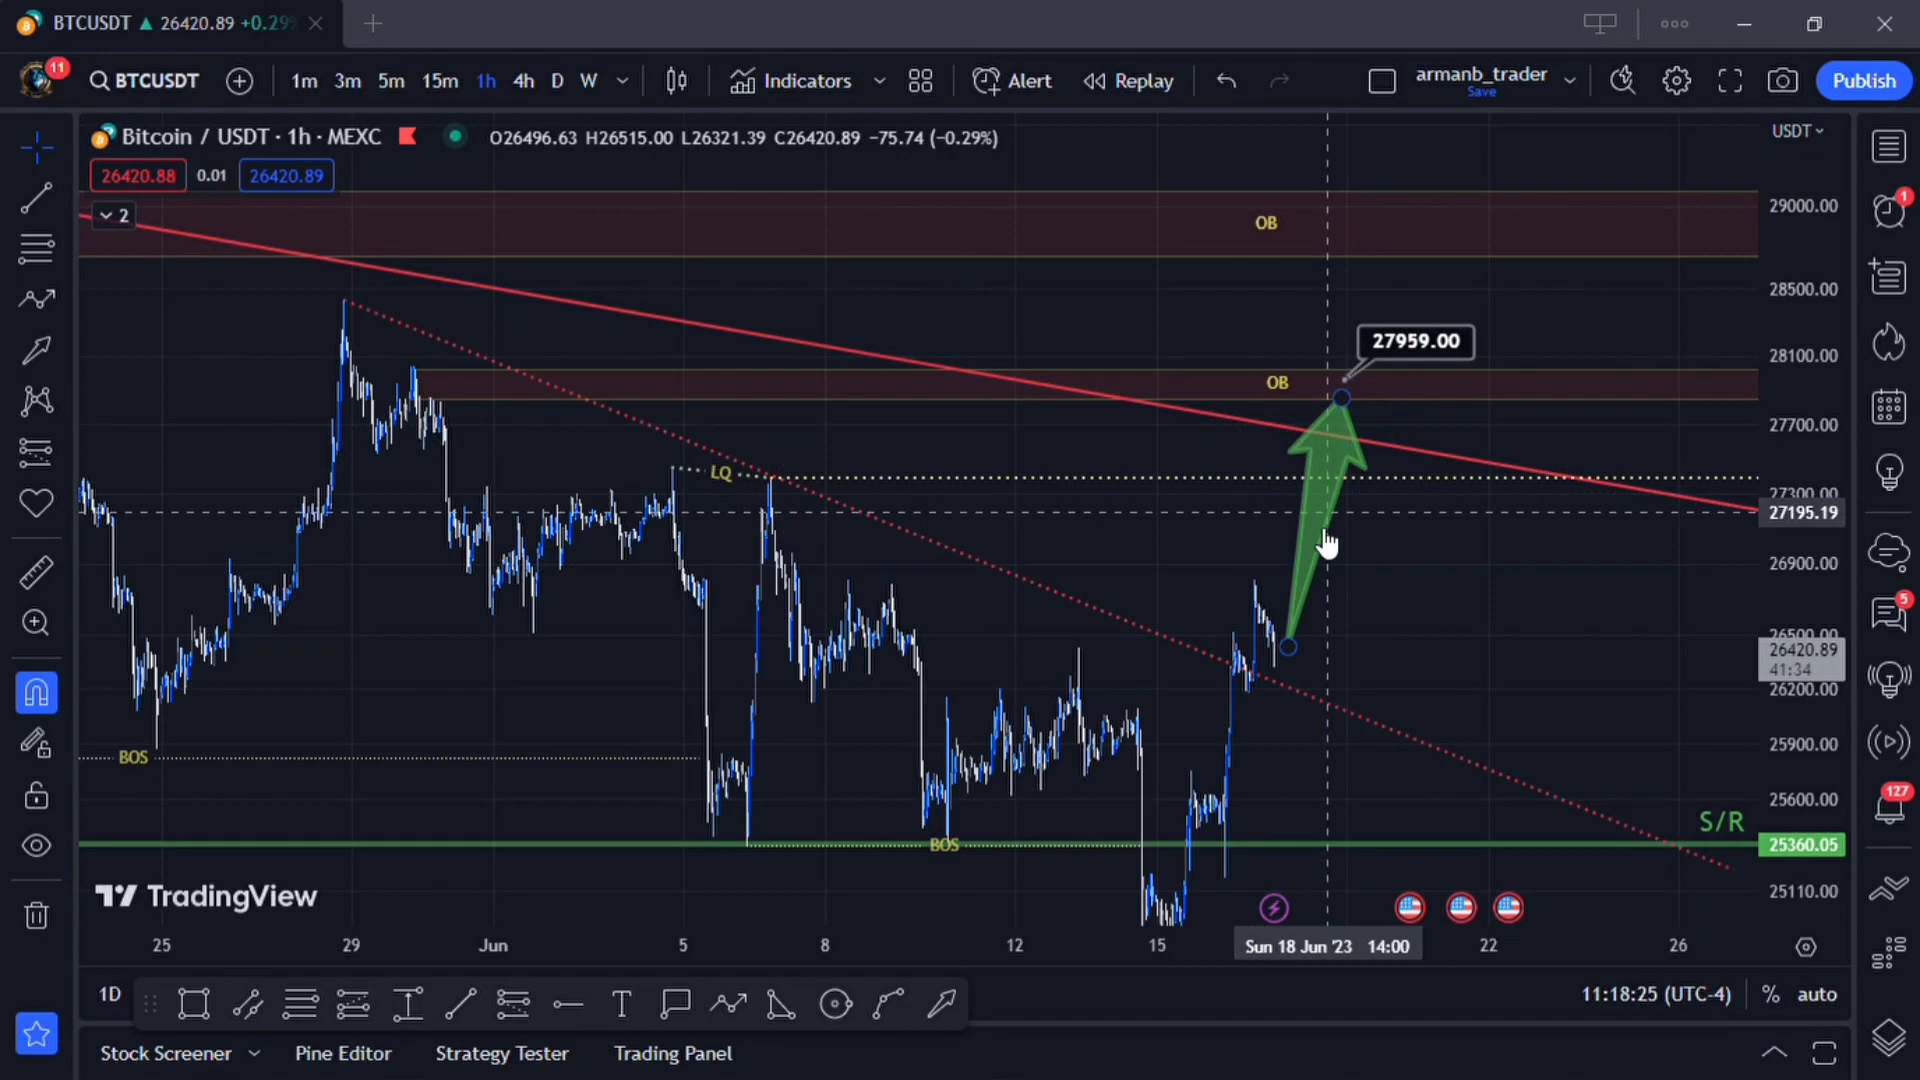 BTCUSDT ▲ 26420.89 +0.29%
11
BTCUSDT 1m 3m 5m 15m 1h 4h D W Indicators Alert Replay armanb_trader Publish
Save
Bitcoin / USDT · 1h · MEXC O26496.63 H26515.00 L26321.39 C26420.89 −75.74 (−0.29%)
USDT
26420.88 0.01 26420.89
2
1
OB
29000.00
28500.00
27959.00
28100.00
OB
27700.00
LQ
27300.00
27195.19
26900.00
5
26500.00
26420.89
41:34
26200.00
25900.00
BOS
127
25600.00
S/R
25360.05
BOS
TradingView
25110.00
25 29 Jun 5 8 12 15 Sun 18 Jun '23 14:00 22 26
1D
T
11:18:25 (UTC-4) % auto
Stock Screener Pine Editor Strategy Tester Trading Panel